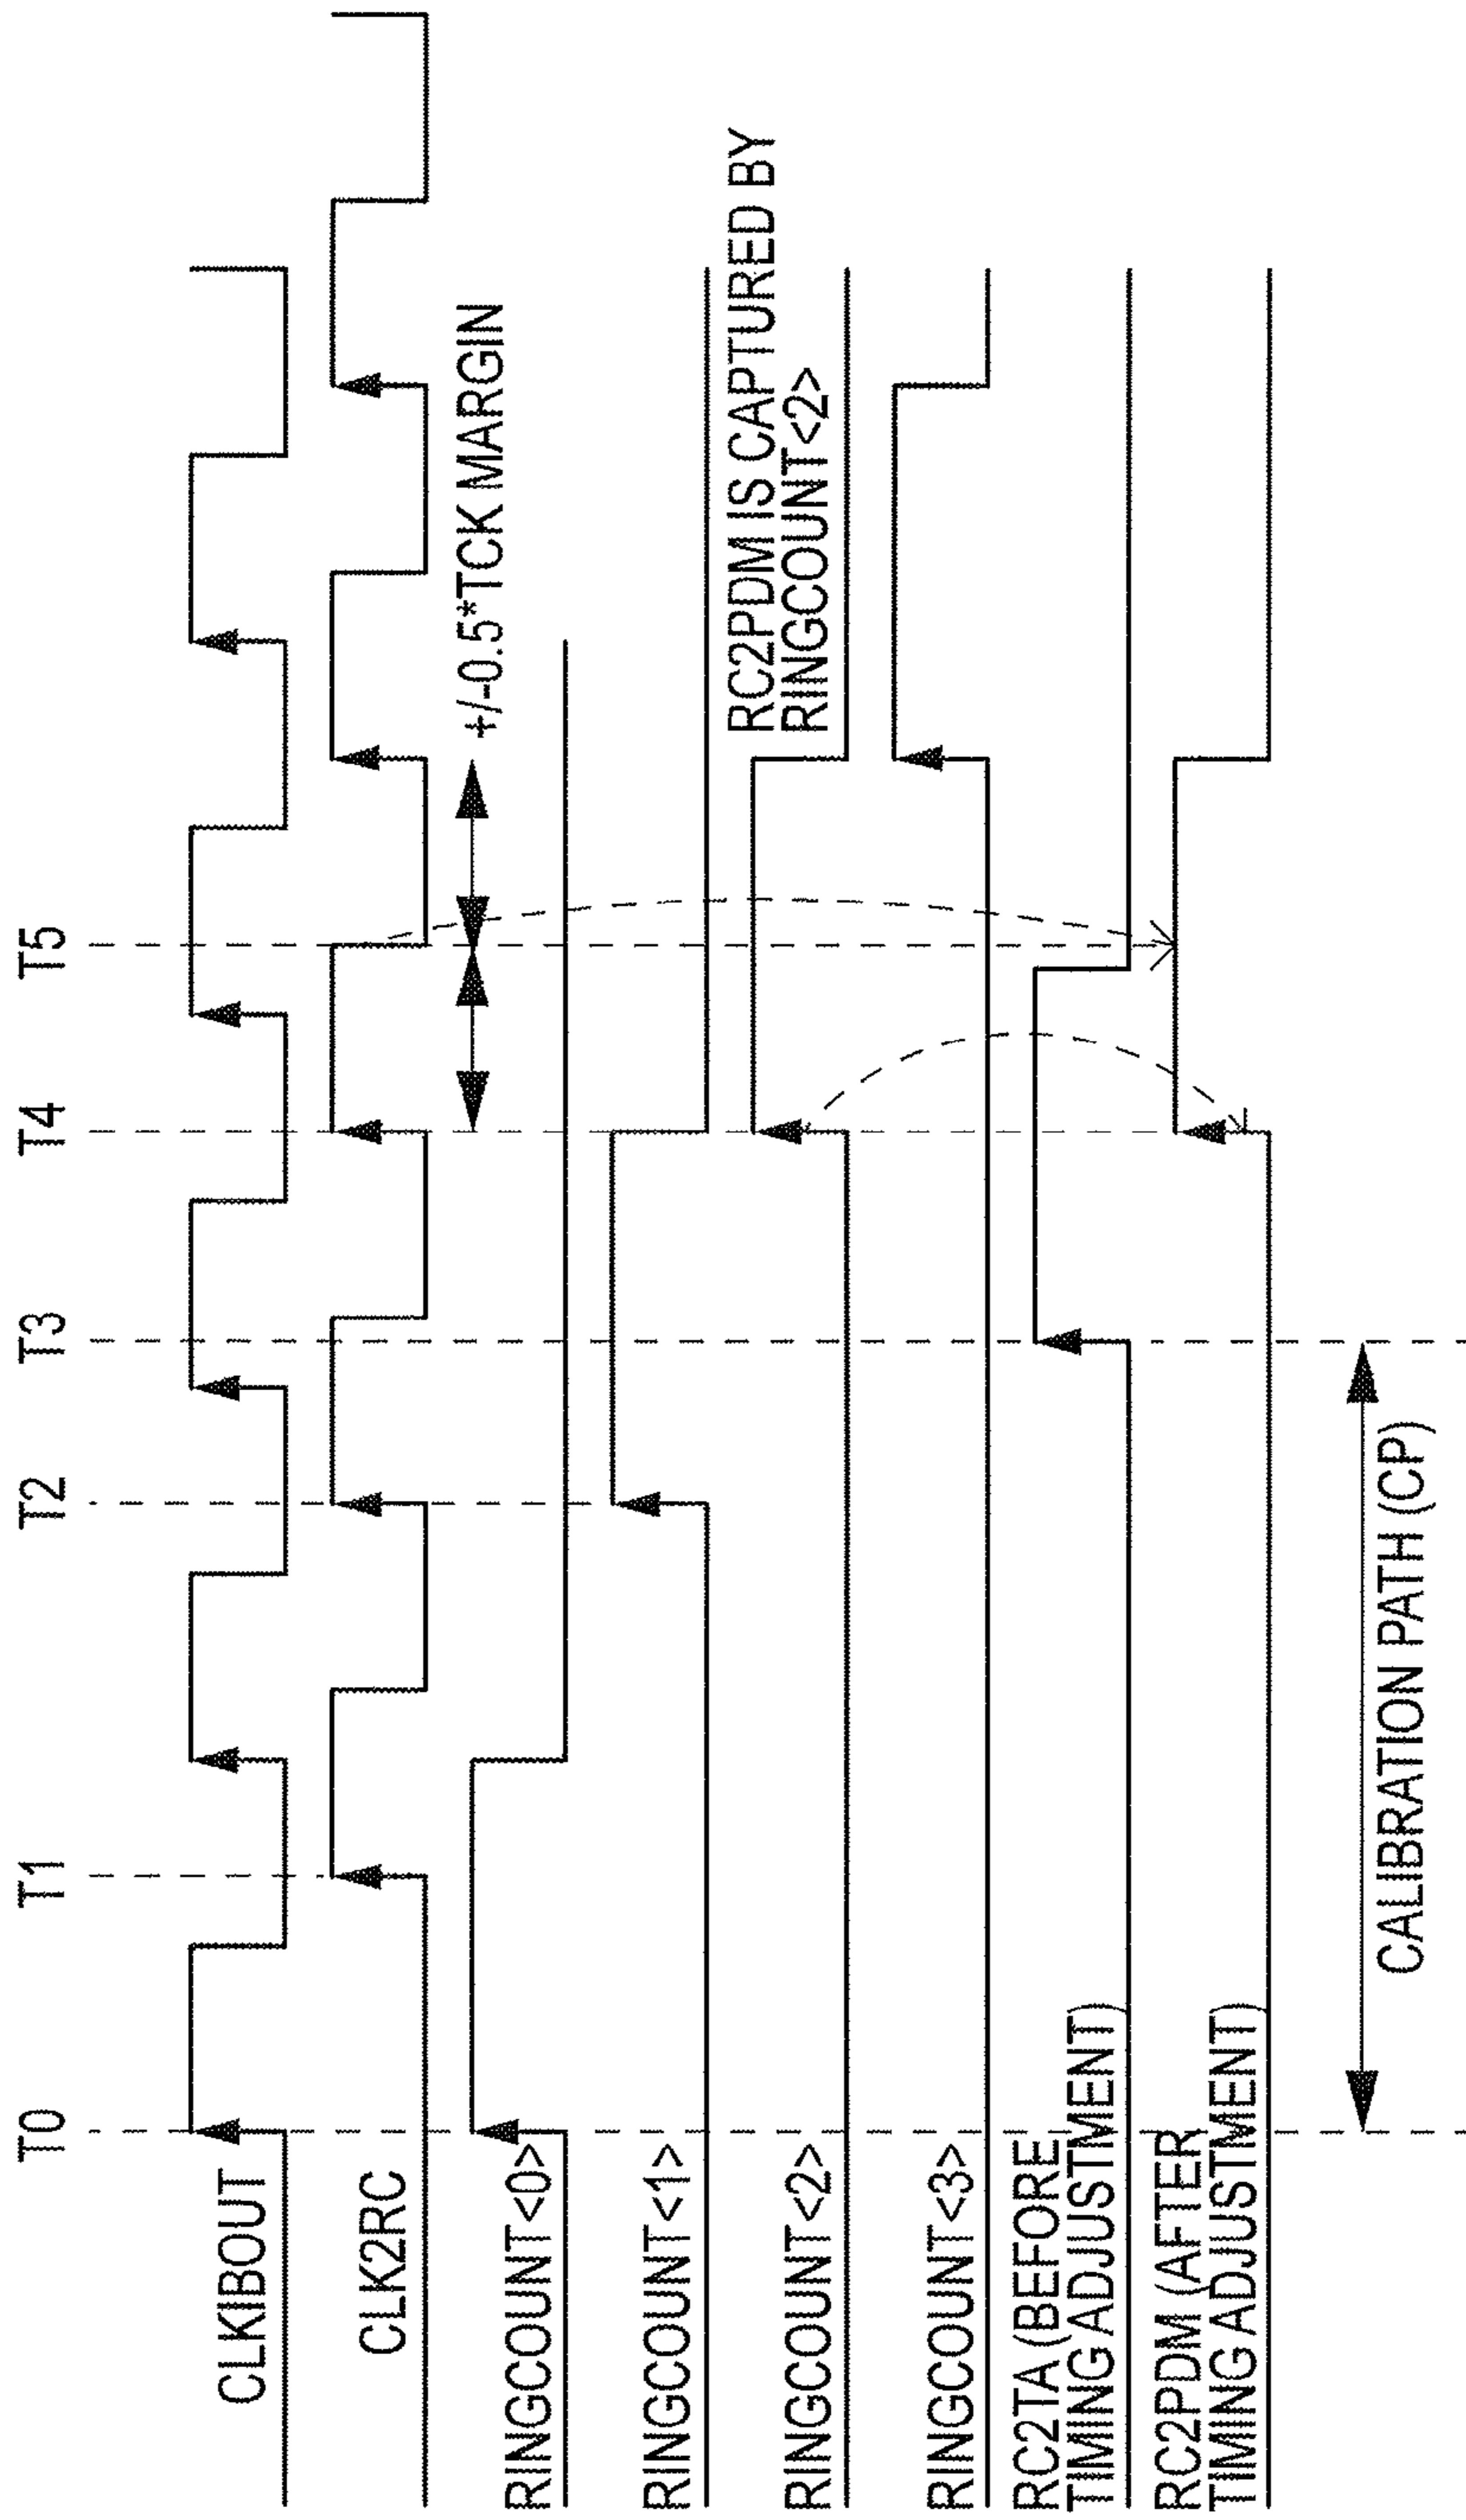 T0
T1
T2
T3
T4
T5
CLKIBOUT
CLK2RC
+/-0.5*TCK MARGIN
RINGCOUNT<0>
RINGCOUNT<1>
RC2PDM IS CAPTURED BY
RINGCOUNT<2>
RINGCOUNT<2>
RINGCOUNT<3>
RC2TA (BEFORE
TIMING ADJUSTMENT)
RC2PDM (AFTER
TIMING ADJUSTMENT)
CALIBRATION PATH (CP)